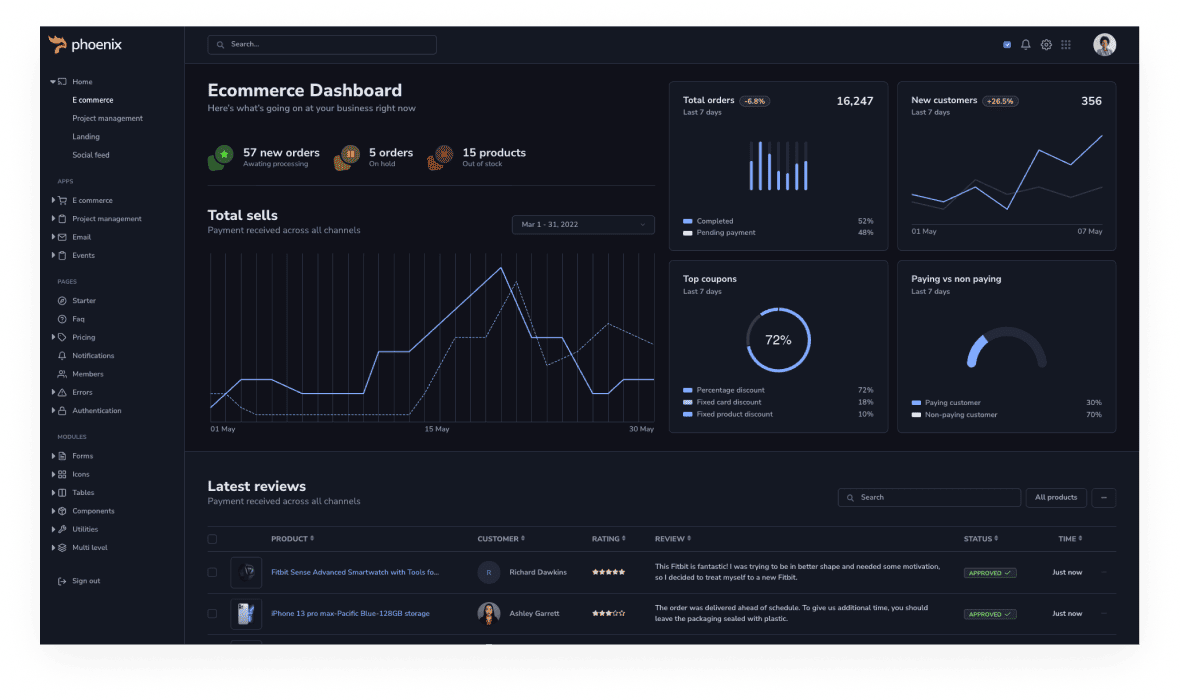 phoenix
Search...
Home
E commerce
Project management
Landing
Social feed
APPS
E commerce
Project management
Email
Events
PAGES
Starter
Faq
Pricing
Notifications
Members
Errors
Authentication
MODULES
Forms
Icons
Tables
Components
Utilities
Multi level
Sign out
Ecommerce Dashboard
Here's what's going on at your business right now
57 new orders
Awating processing
5 orders
On hold
15 products
Out of stock
Total sells
Payment received across all channels
Mar 1 - 31, 2022
01 May
15 May
30 May
Total orders -6.8% 16,247
Last 7 days
Completed 52%
Pending payment 48%
New customers +26.5% 356
Last 7 days
01 May 07 May
Top coupons
Last 7 days
72%
Percentage discount 72%
Fixed card discount 18%
Fixed product discount 10%
Paying vs non paying
Last 7 days
Paying customer 30%
Non-paying customer 70%
Latest reviews
Payment received across all channels
Search
All products
PRODUCT CUSTOMER RATING REVIEW STATUS TIME
Fitbit Sense Advanced Smartwatch with Tools fo...
R
Richard Dawkins
This Fitbit is fantastic! I was trying to be in better shape and needed some motivation,
so I decided to treat myself to a new Fitbit.
APPROVED
Just now
iPhone 13 pro max-Pacific Blue-128GB storage
Ashley Garrett
The order was delivered ahead of schedule. To give us additional time, you should
leave the packaging sealed with plastic.
APPROVED
Just now